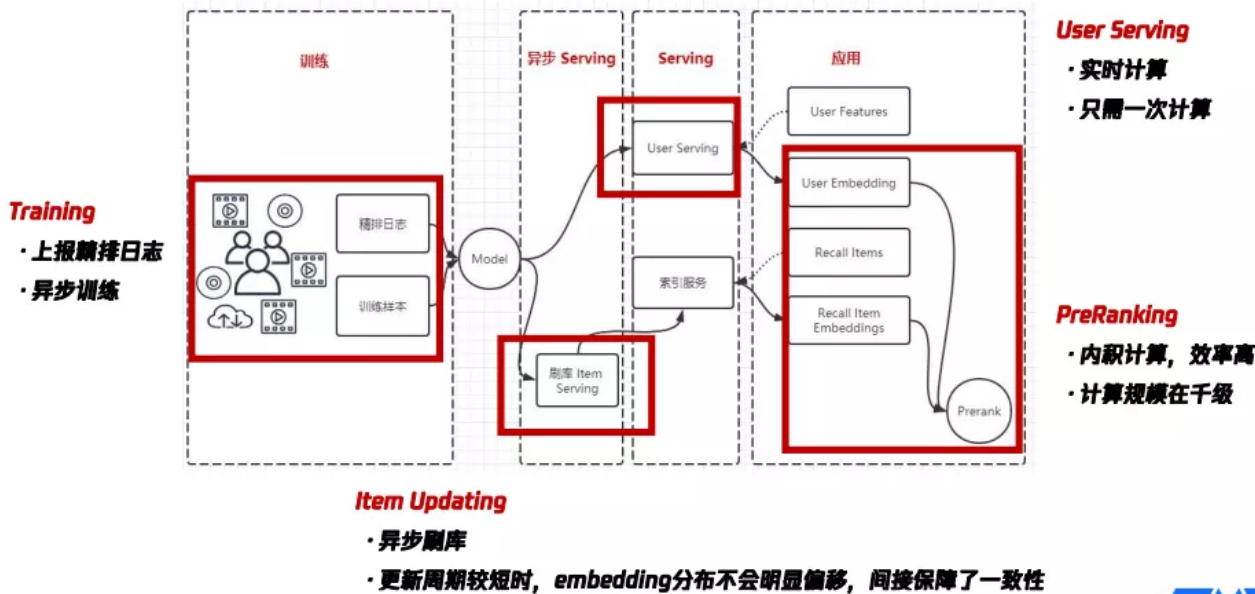 训练
异步 Serving
Serving
应用
User Serving
·实时计算
·只需一次计算
User Features
User Serving
User Embedding
Training
·上报精排日志
·异步训练
精排日志
训练样本
Model
索引服务
Recall Items
Recall Item
Embeddings
刷库 Item
Serving
Prerank
PreRanking
·内积计算，效率高
·计算规模在千级
Item Updating
·异步刷库
·更新周期较短时，embedding分布不会明显偏移，间接保障了一致性